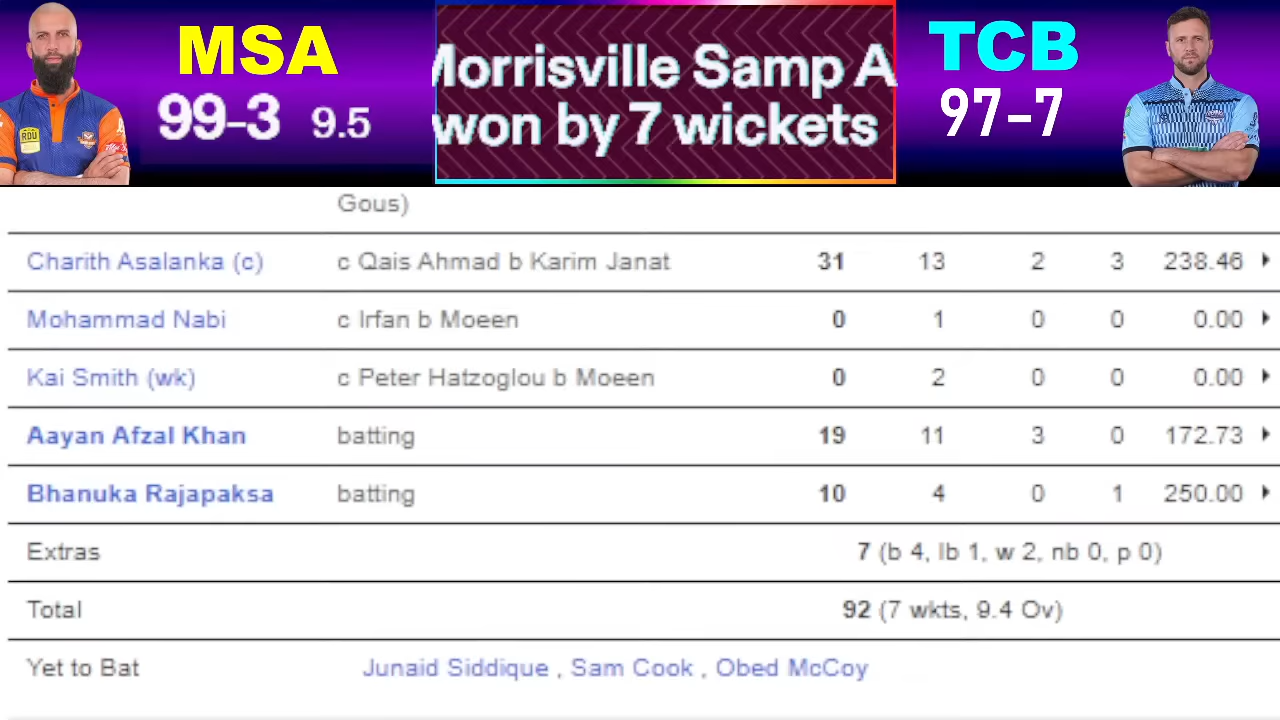 MSA
99-3 9.5
Morrisville Samp A
won by 7 wickets
TCB
97-7
Gous)
Charith Asalanka (c) c Qais Ahmad b Karim Janat 31 13 2 3 238.46
Mohammad Nabi c Irfan b Moeen 0 1 0 0 0.00
Kai Smith (wk) c Peter Hatzoglou b Moeen 0 2 0 0 0.00
Aayan Afzal Khan batting 19 11 3 0 172.73
Bhanuka Rajapaksa batting 10 4 0 1 250.00
Extras 7 (b 4, lb 1, w 2, nb 0, p 0)
Total 92 (7 wkts, 9.4 Ov)
Yet to Bat Junaid Siddique , Sam Cook , Obed McCoy